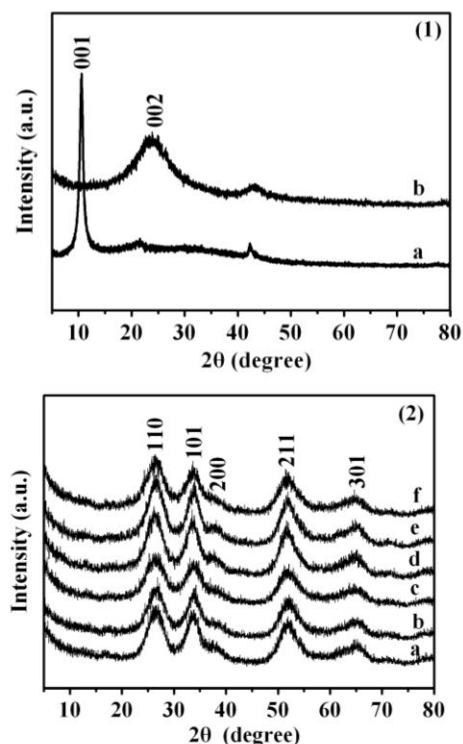 (1)
001
002
b
a
Intensity (a.u.)
10 20 30 40 50 60 70 80
2θ (degree)
(2)
110
101
200
211
301
f
e
d
c
b
a
Intensity (a.u.)
10 20 30 40 50 60 70 80
2θ (degree)